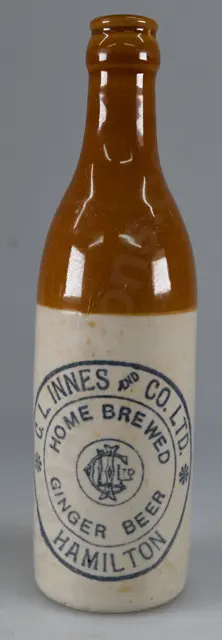 C. L. INNES AND CO. LTD.
HOME BREWED
GINGER BEER
HAMILTON